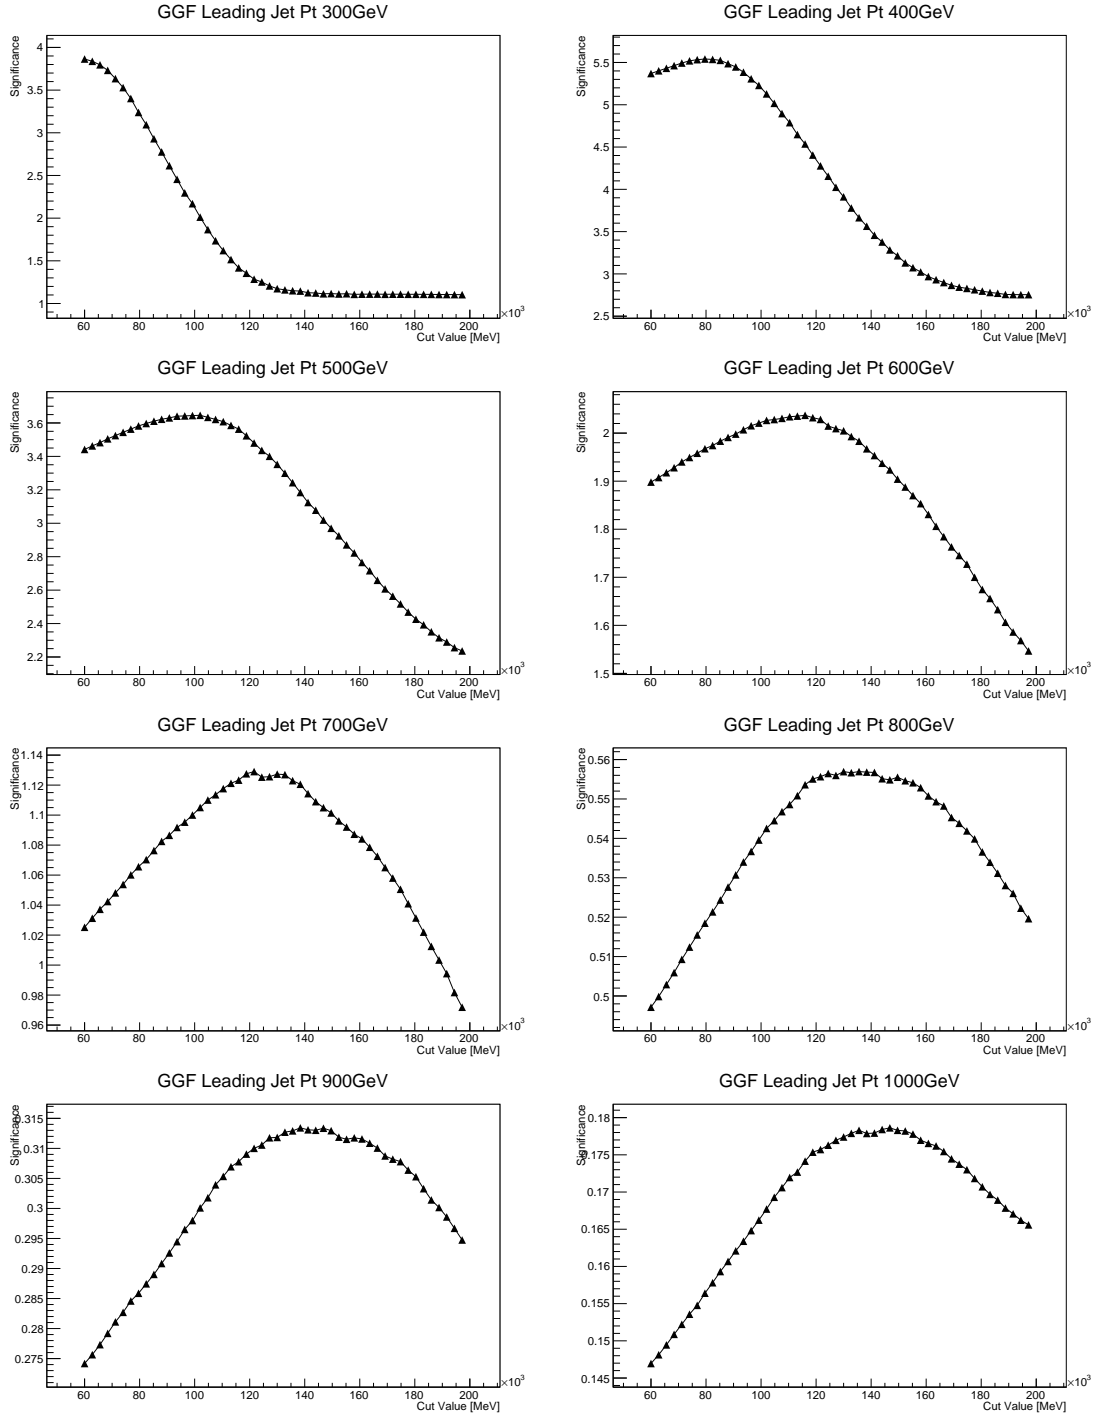 GGF Leading Jet Pt 300GeV
Significance
4
3.5
3
2.5
2
1.5
1
60 80 100 120 140 160 180 200
×10³
Cut Value [MeV]
GGF Leading Jet Pt 400GeV
Significance
5.5
5
4.5
4
3.5
3
2.5
60 80 100 120 140 160 180 200
×10³
Cut Value [MeV]
GGF Leading Jet Pt 500GeV
Significance
3.6
3.4
3.2
3
2.8
2.6
2.4
2.2
60 80 100 120 140 160 180 200
×10³
Cut Value [MeV]
GGF Leading Jet Pt 600GeV
Significance
2
1.9
1.8
1.7
1.6
1.5
60 80 100 120 140 160 180 200
×10³
Cut Value [MeV]
GGF Leading Jet Pt 700GeV
Significance
1.14
1.12
1.1
1.08
1.06
1.04
1.02
1
0.98
0.96
60 80 100 120 140 160 180 200
×10³
Cut Value [MeV]
GGF Leading Jet Pt 800GeV
Significance
0.56
0.55
0.54
0.53
0.52
0.51
0.5
60 80 100 120 140 160 180 200
×10³
Cut Value [MeV]
GGF Leading Jet Pt 900GeV
Significance
0.315
0.31
0.305
0.3
0.295
0.29
0.285
0.28
0.275
60 80 100 120 140 160 180 200
×10³
Cut Value [MeV]
GGF Leading Jet Pt 1000GeV
Significance
0.18
0.175
0.17
0.165
0.16
0.155
0.15
0.145
60 80 100 120 140 160 180 200
×10³
Cut Value [MeV]